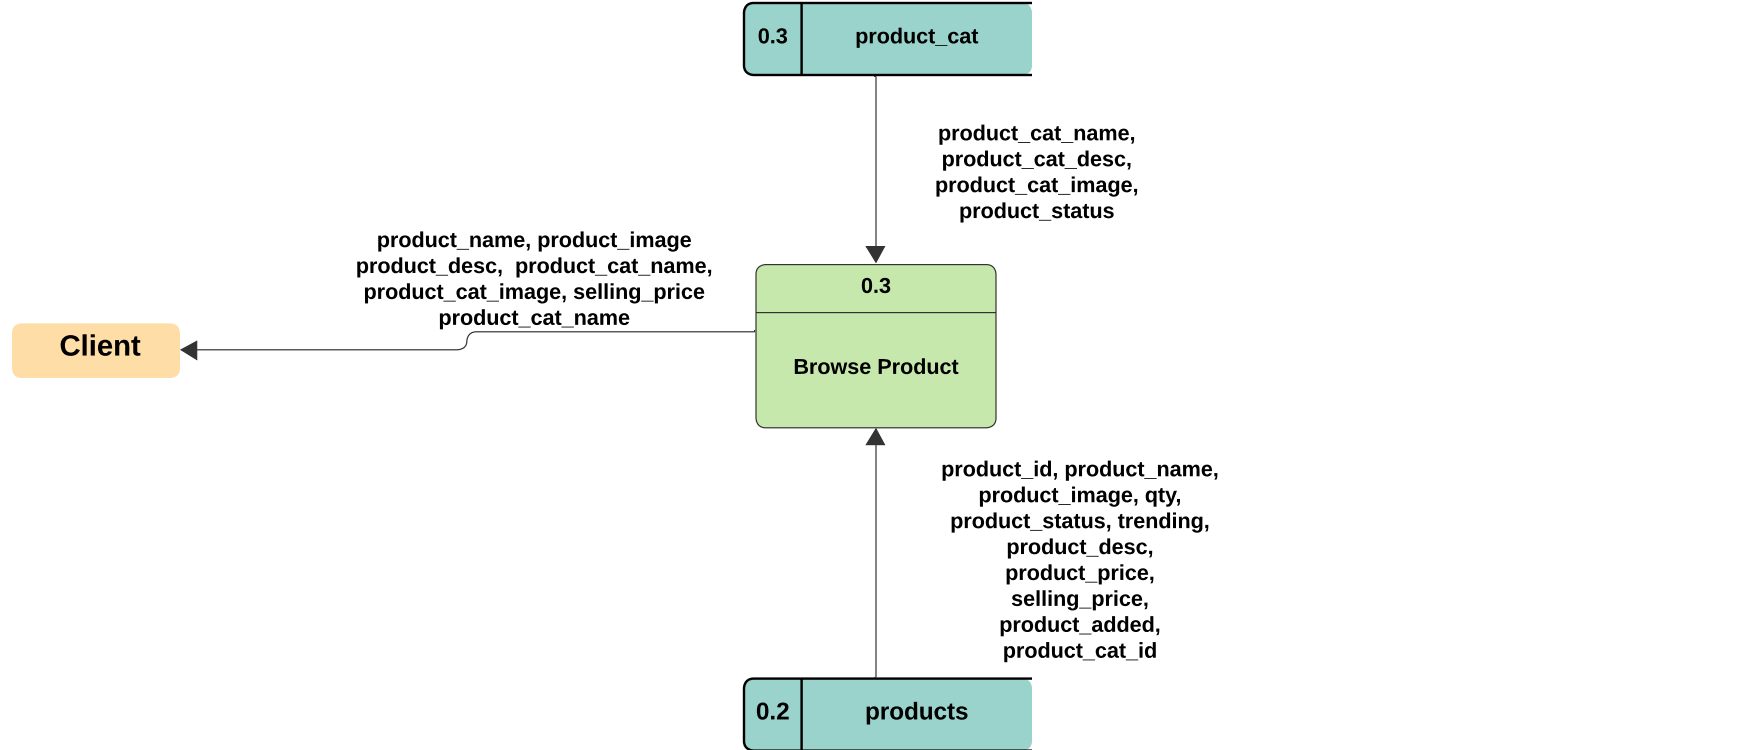 0.3 product_cat
product_cat_name,
product_cat_desc,
product_cat_image,
product_status
product_name, product_image
product_desc,  product_cat_name,
product_cat_image, selling_price
product_cat_name
Client
0.3
Browse Product
product_id, product_name,
product_image, qty,
product_status, trending,
product_desc,
product_price,
selling_price,
product_added,
product_cat_id
0.2 products